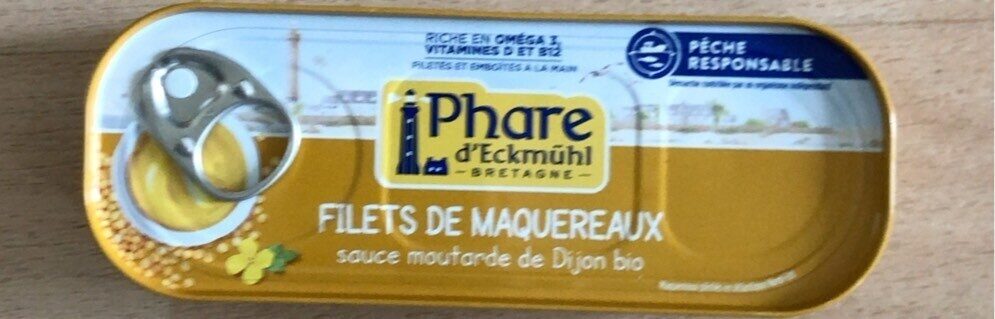 RICHE EN OMÉGA 3,
VITAMINES D ET B12
FILETÉS ET EMBOÎTÉS A LA MAIN
PÊCHE
RESPONSABLE
Phare
d'Eckmühl
BRETAGNE
FILETS DE MAQUEREAUX
sauce moutarde de Dijon bio